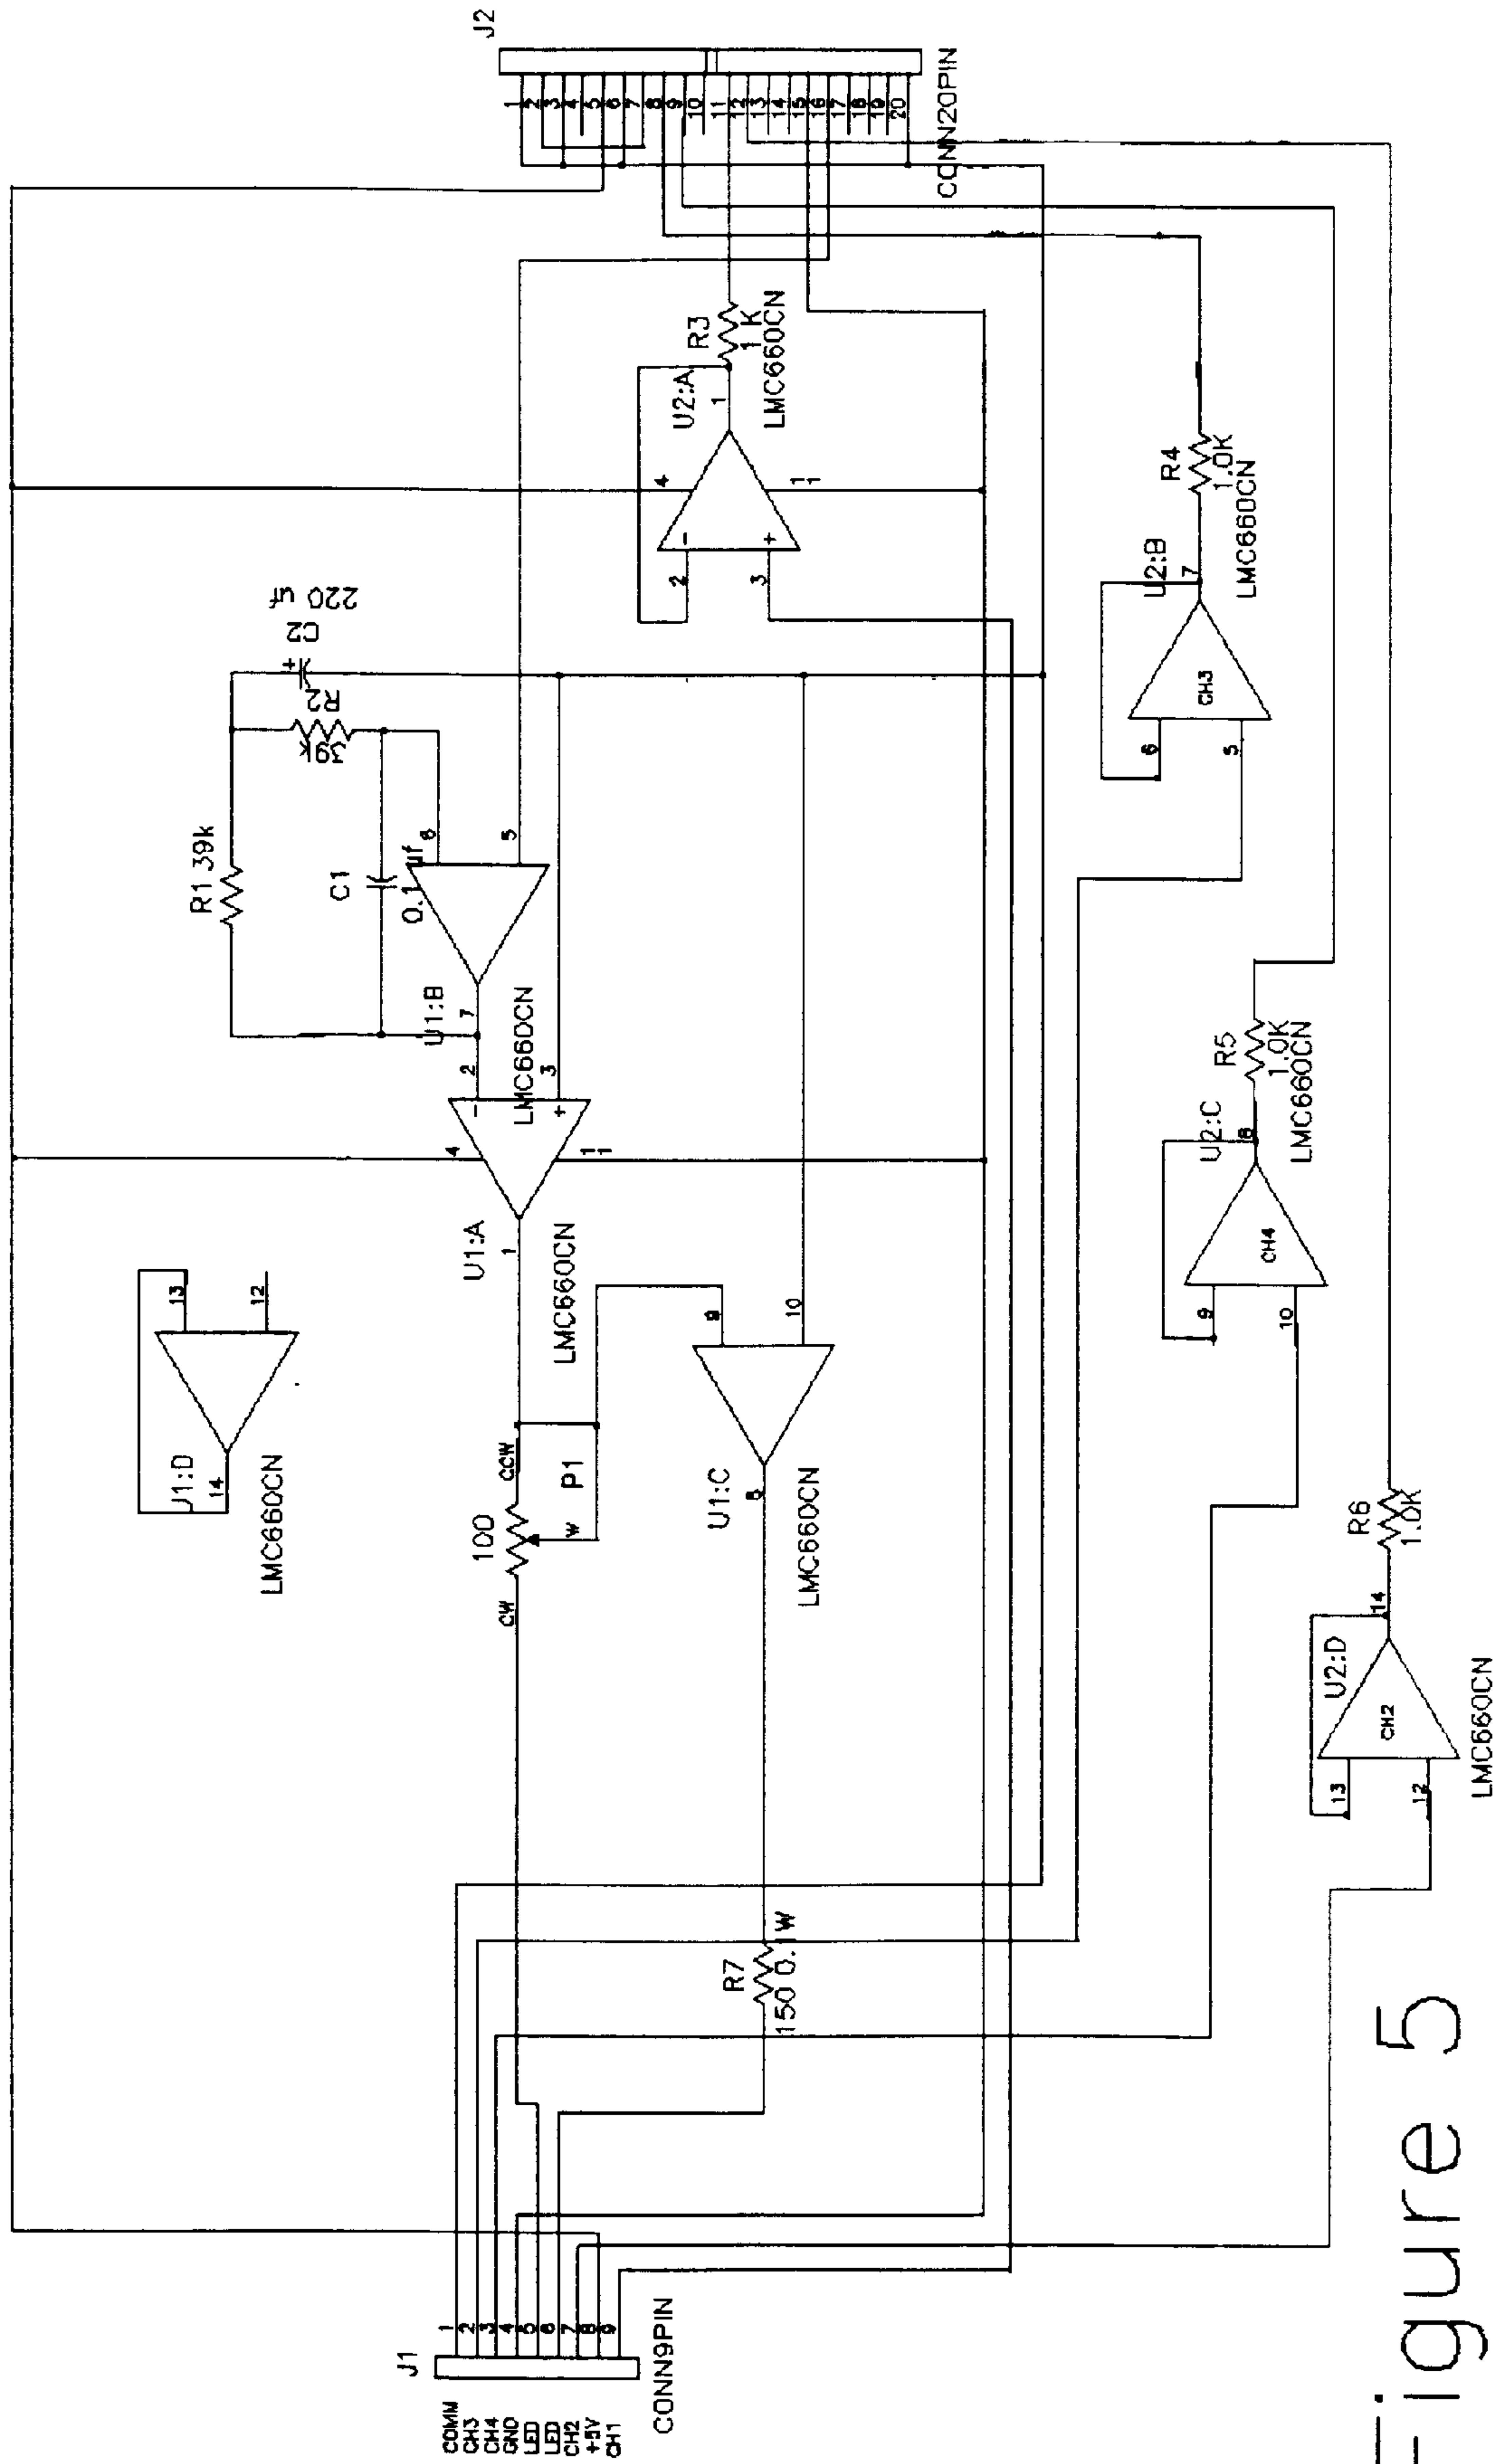 J2
1
2
3
4
5
6
7
8
9
10
11
12
13
14
15
16
17
18
19
20
CONN20PIN
220 uf
C2
+
R2
39k
R1 39k
C1
0.1 uf
6
5
U1:B
7
LMC660CN
2
3
-
+
4
11
U1:A
1
LMC660CN
13
12
U1:D
14
LMC660CN
100
CCW
CW
W
P1
9
10
U1:C
8
LMC660CN
R7
150 0.1W
U2:A
4
11
2
3
-
+
1
R3
1 K
LMC660CN
U2:B
CH3
6
5
7
R4
1.0K
LMC660CN
U2:C
CH4
9
10
8
R5
1.0K
LMC660CN
U2:D
CH2
13
12
14
R6
1.0K
LMC660CN
J1
1
2
3
4
5
6
7
8
9
COMM
CH3
CH4
GND
LED
LED
CH2
+5V
CH1
CONN9PIN
Figure 5